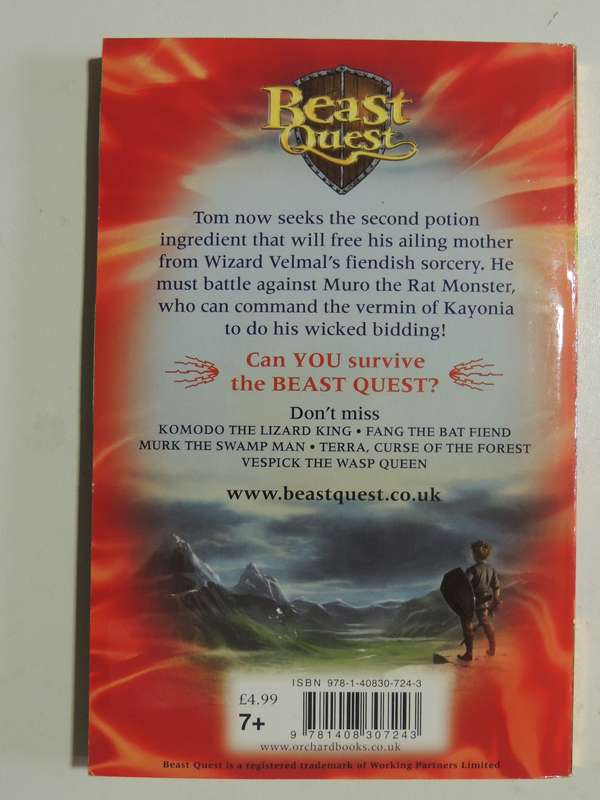 Beast
Quest
Tom now seeks the second potion
ingredient that will free his ailing mother
from Wizard Velmal's fiendish sorcery. He
must battle against Muro the Rat Monster,
who can command the vermin of Kayonia
to do his wicked bidding!
Can YOU survive
the BEAST QUEST?
Don't miss
KOMODO THE LIZARD KING • FANG THE BAT FIEND
MURK THE SWAMP MAN • TERRA, CURSE OF THE FOREST
VESPICK THE WASP QUEEN
www.beastquest.co.uk
ISBN 978-1-40830-724-3
£4.99
7+
9 781408 307243
www.orchardbooks.co.uk
Beast Quest is a registered trademark of Working Partners Limited